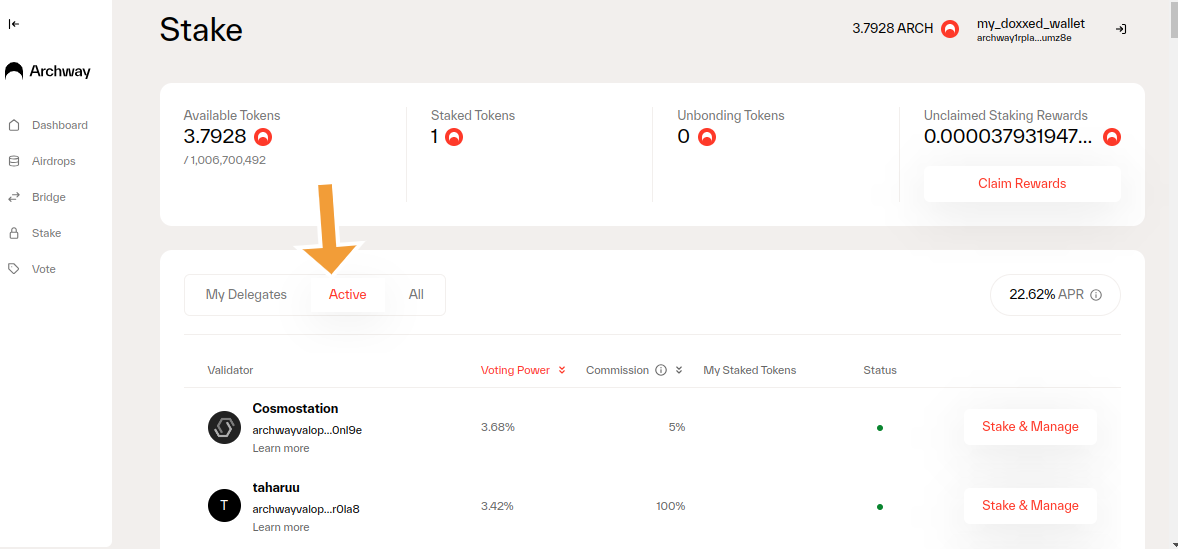 Stake
3.7928 ARCH
my_doxxed_wallet
archway1rpla...umz8e
Archway
Dashboard
Airdrops
Bridge
Stake
Vote
Available Tokens
3.7928
/ 1,006,700,492
Staked Tokens
1
Unbonding Tokens
0
Unclaimed Staking Rewards
0.000037931947...
Claim Rewards
My Delegates Active All
22.62% APR
Validator Voting Power Commission My Staked Tokens Status
Cosmostation
archwayvalop...0nl9e
Learn more
3.68% 5% Stake & Manage
T
taharuu
archwayvalop...r0la8
Learn more
3.42% 100% Stake & Manage